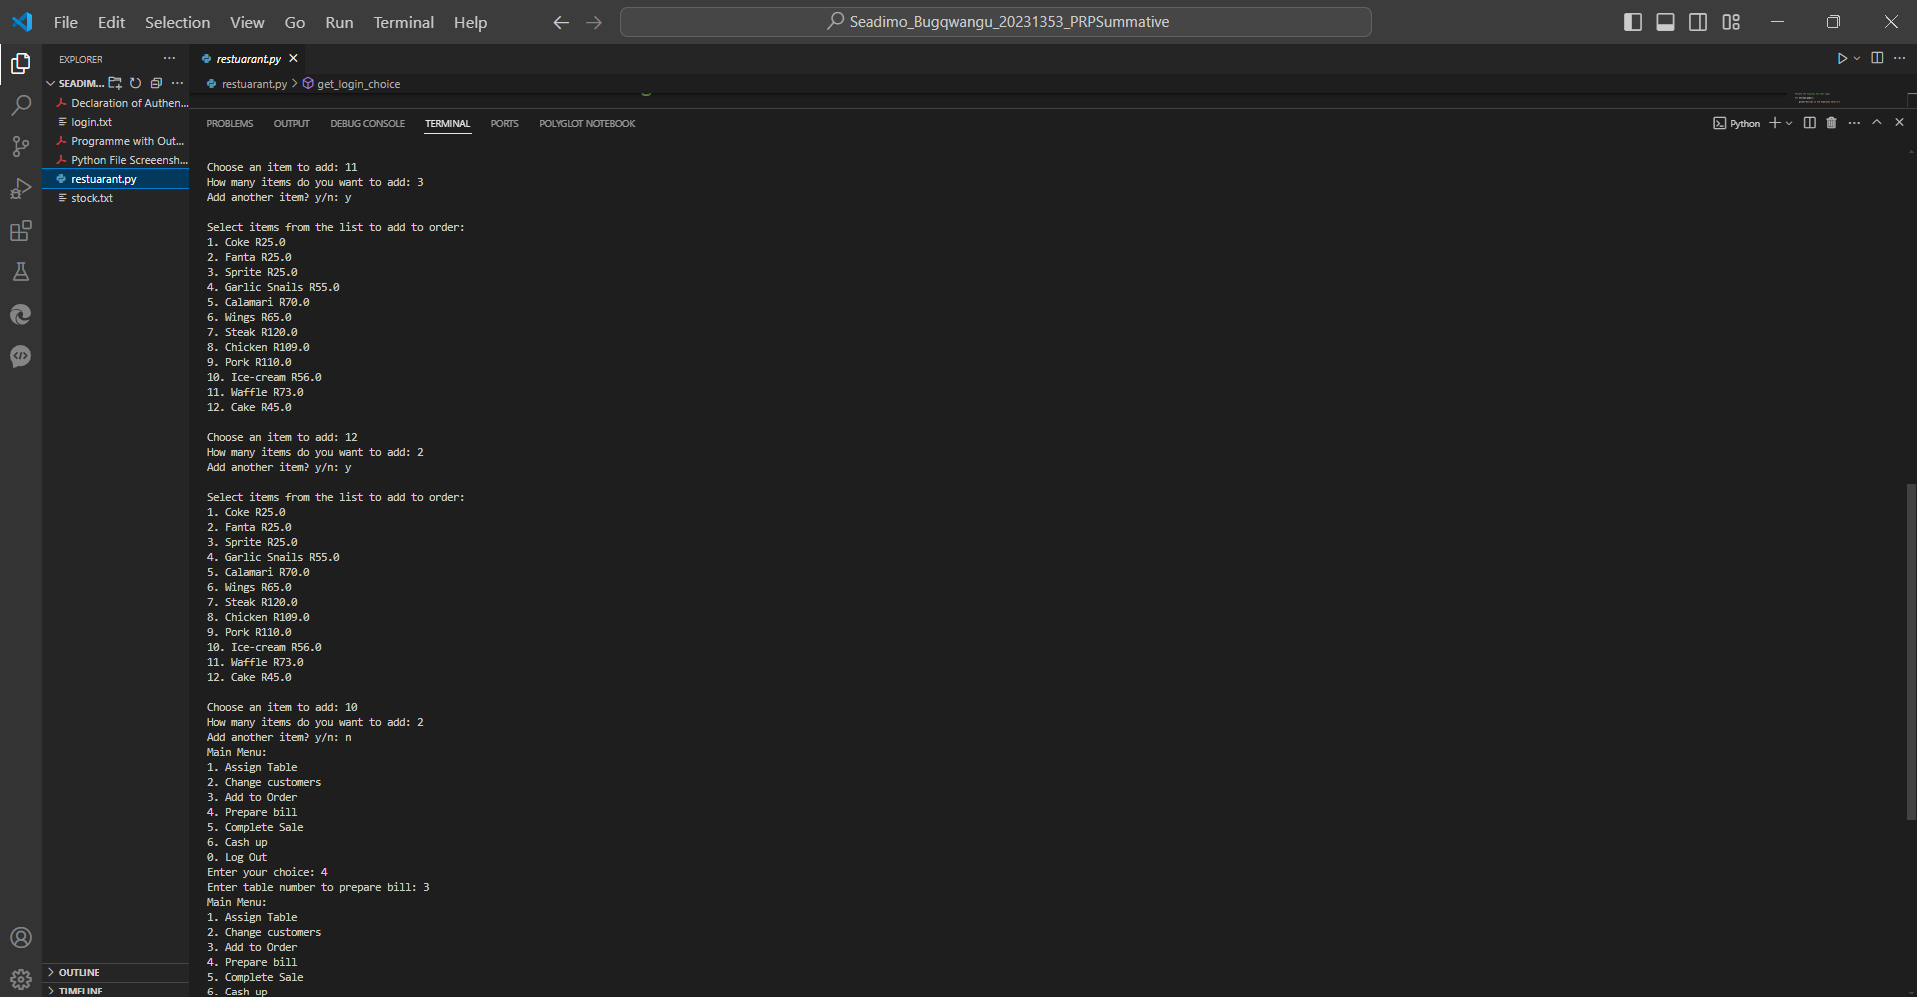 File Edit Selection View Go Run Terminal Help
Seadimo_Bugqwangu_20231353_PRPSummative
EXPLORER
SEADIM...
Declaration of Authen...
login.txt
Programme with Out...
Python File Screeensh...
restuarant.py
stock.txt
OUTLINE
TIMELINE
restuarant.py
restuarant.py > get_login_choice
PROBLEMS OUTPUT DEBUG CONSOLE TERMINAL PORTS POLYGLOT NOTEBOOK
Python
Choose an item to add: 11
How many items do you want to add: 3
Add another item? y/n: y
Select items from the list to add to order:
1. Coke R25.0
2. Fanta R25.0
3. Sprite R25.0
4. Garlic Snails R55.0
5. Calamari R70.0
6. Wings R65.0
7. Steak R120.0
8. Chicken R109.0
9. Pork R110.0
10. Ice-cream R56.0
11. Waffle R73.0
12. Cake R45.0
Choose an item to add: 12
How many items do you want to add: 2
Add another item? y/n: y
Select items from the list to add to order:
1. Coke R25.0
2. Fanta R25.0
3. Sprite R25.0
4. Garlic Snails R55.0
5. Calamari R70.0
6. Wings R65.0
7. Steak R120.0
8. Chicken R109.0
9. Pork R110.0
10. Ice-cream R56.0
11. Waffle R73.0
12. Cake R45.0
Choose an item to add: 10
How many items do you want to add: 2
Add another item? y/n: n
Main Menu:
1. Assign Table
2. Change customers
3. Add to Order
4. Prepare bill
5. Complete Sale
6. Cash up
0. Log Out
Enter your choice: 4
Enter table number to prepare bill: 3
Main Menu:
1. Assign Table
2. Change customers
3. Add to Order
4. Prepare bill
5. Complete Sale
6. Cash up